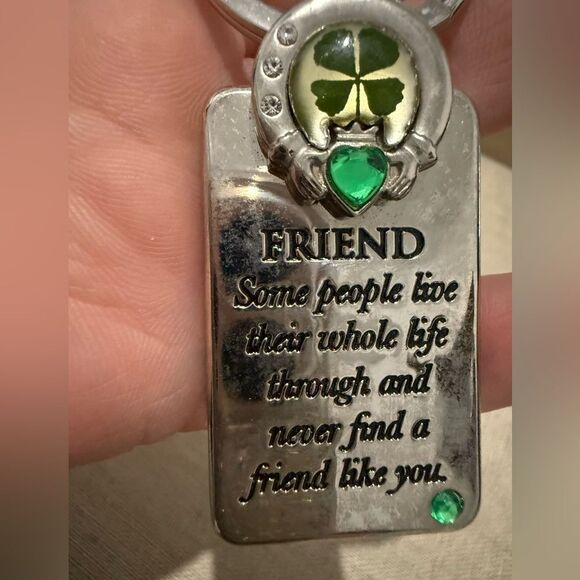 FRIEND
Some people live
their whole life
through and
never find a
friend like you.